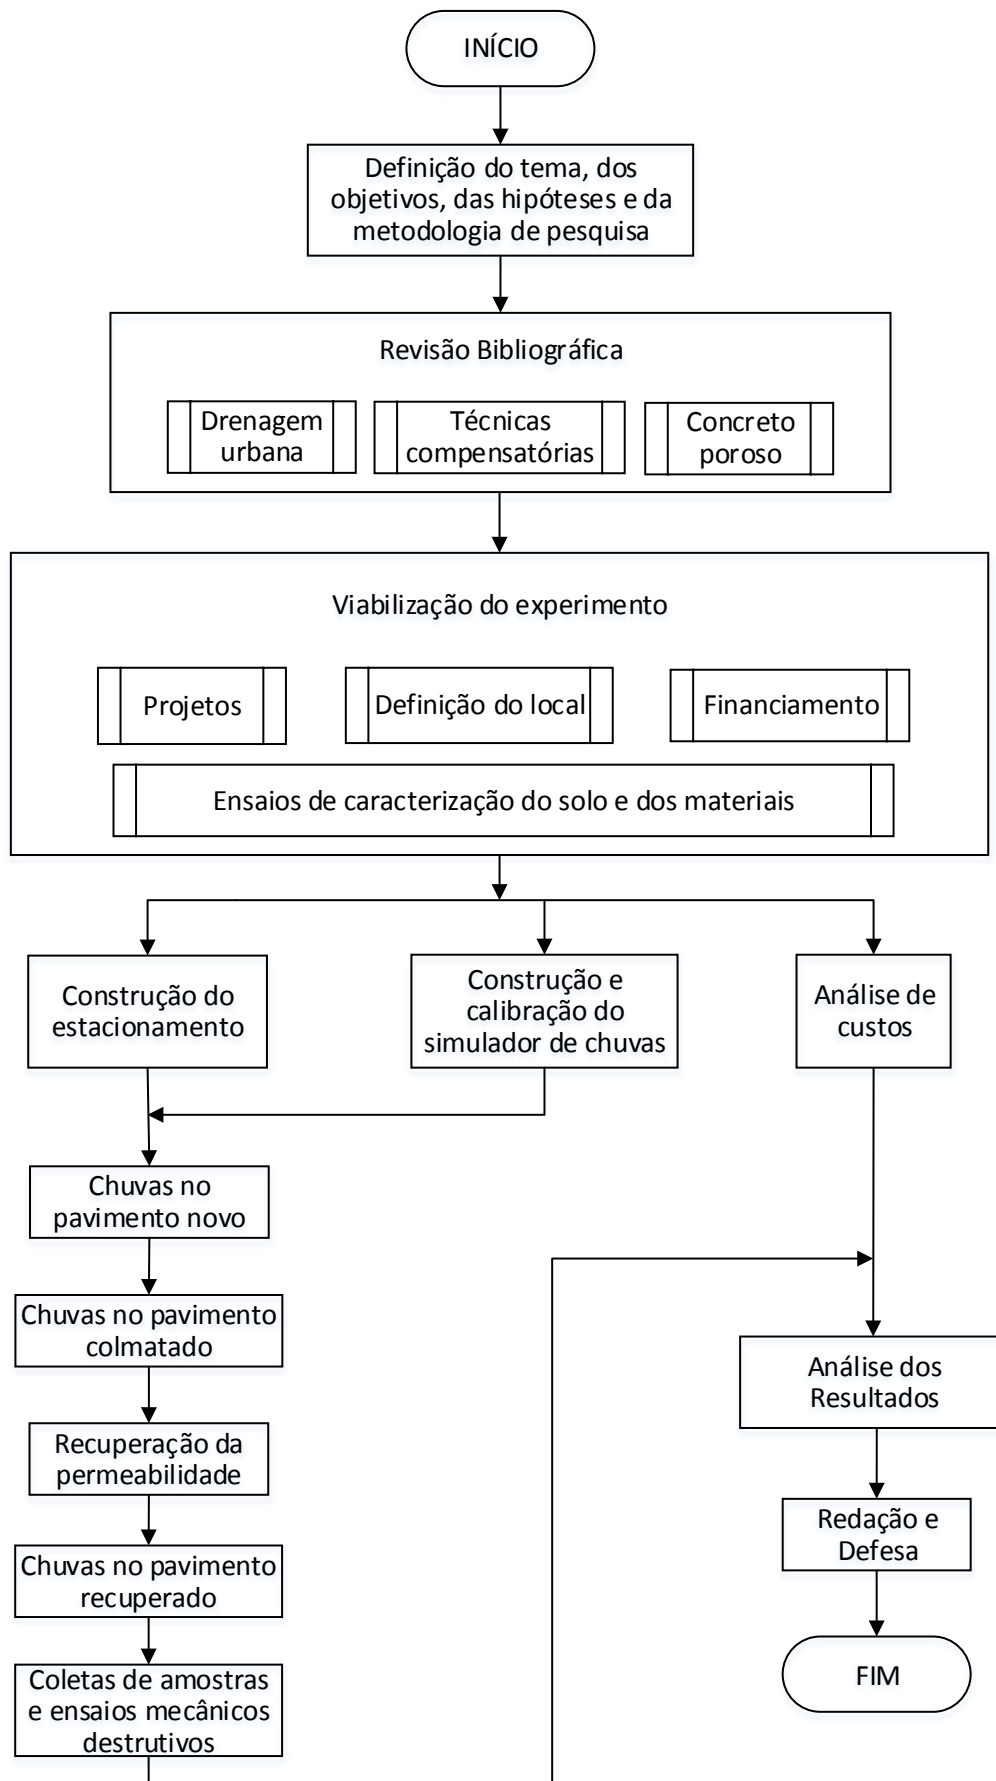 INÍCIO
Definição do tema, dos
objetivos, das hipóteses e da
metodologia de pesquisa
Revisão Bibliográfica
Drenagem
urbana
Técnicas
compensatórias
Concreto
poroso
Viabilização do experimento
Projetos
Definição do local
Financiamento
Ensaios de caracterização do solo e dos materiais
Construção do
estacionamento
Construção e
calibração do
simulador de chuvas
Análise de
custos
Chuvas no
pavimento novo
Chuvas no pavimento
colmatado
Recuperação da
permeabilidade
Chuvas no pavimento
recuperado
Coletas de amostras
e ensaios mecânicos
destrutivos
Análise dos
Resultados
Redação e
Defesa
FIM